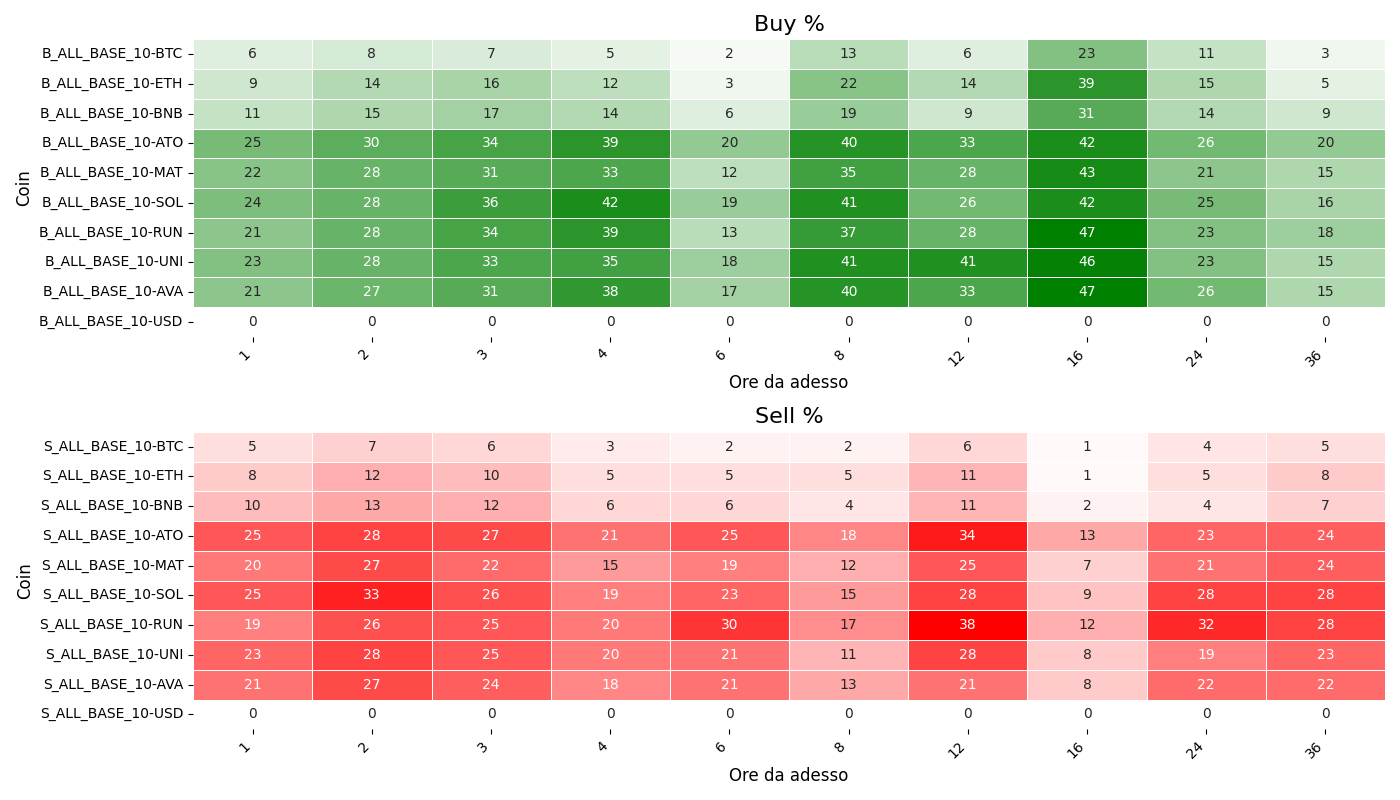 Buy %
Coin
B_ALL_BASE_10-BTC 6 8 7 5 2 13 6 23 11 3
B_ALL_BASE_10-ETH 9 14 16 12 3 22 14 39 15 5
B_ALL_BASE_10-BNB 11 15 17 14 6 19 9 31 14 9
B_ALL_BASE_10-ATO 25 30 34 39 20 40 33 42 26 20
B_ALL_BASE_10-MAT 22 28 31 33 12 35 28 43 21 15
B_ALL_BASE_10-SOL 24 28 36 42 19 41 26 42 25 16
B_ALL_BASE_10-RUN 21 28 34 39 13 37 28 47 23 18
B_ALL_BASE_10-UNI 23 28 33 35 18 41 41 46 23 15
B_ALL_BASE_10-AVA 21 27 31 38 17 40 33 47 26 15
B_ALL_BASE_10-USD 0 0 0 0 0 0 0 0 0 0
1 2 3 4 6 8 12 16 24 36
Ore da adesso
Sell %
Coin
S_ALL_BASE_10-BTC 5 7 6 3 2 2 6 1 4 5
S_ALL_BASE_10-ETH 8 12 10 5 5 5 11 1 5 8
S_ALL_BASE_10-BNB 10 13 12 6 6 4 11 2 4 7
S_ALL_BASE_10-ATO 25 28 27 21 25 18 34 13 23 24
S_ALL_BASE_10-MAT 20 27 22 15 19 12 25 7 21 24
S_ALL_BASE_10-SOL 25 33 26 19 23 15 28 9 28 28
S_ALL_BASE_10-RUN 19 26 25 20 30 17 38 12 32 28
S_ALL_BASE_10-UNI 23 28 25 20 21 11 28 8 19 23
S_ALL_BASE_10-AVA 21 27 24 18 21 13 21 8 22 22
S_ALL_BASE_10-USD 0 0 0 0 0 0 0 0 0 0
1 2 3 4 6 8 12 16 24 36
Ore da adesso